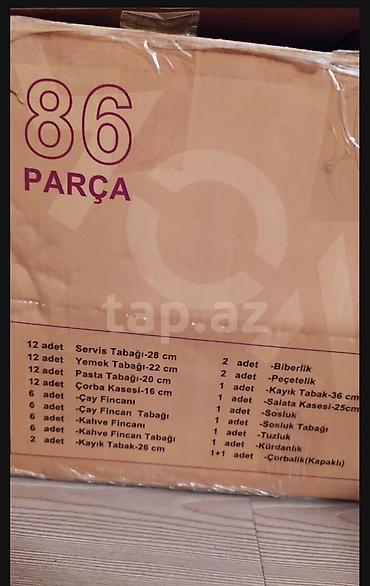 86
PARÇA
tap.az
12 adet Servis Tabağı-28 cm
12 adet Yemek Tabağı-22 cm
12 adet Pasta Tabağı-20 cm
12 adet Çorba Kasesi-16 cm
6 adet -Çay Fincanı
6 adet -Çay Fincan Tabağı
6 adet -Kahve Fincanı
6 adet -Kahve Fincan Tabağı
2 adet -Kayık Tabak-26 cm
2 adet -Biberlik
2 adet -Peçetelik
1 adet -Kayık Tabak-36 cm
1 adet -Salata Kasesi-25cm
1 adet -Sosluk
1 adet -Sosluk Tabağı
1 adet -Tuzluk
1 adet -Kürdanlık
1+1 adet -Çorbalik(Kapaklı)